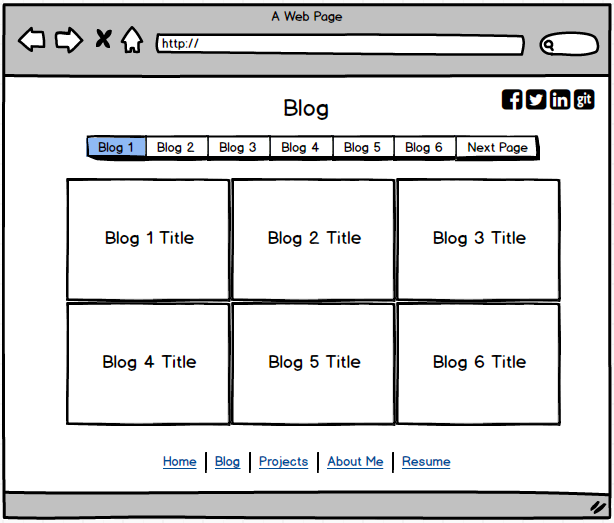 A Web Page
http://
f in git
Blog
Blog 1 Blog 2 Blog 3 Blog 4 Blog 5 Blog 6 Next Page
Blog 1 Title Blog 2 Title Blog 3 Title
Blog 4 Title Blog 5 Title Blog 6 Title
Home Blog Projects About Me Resume